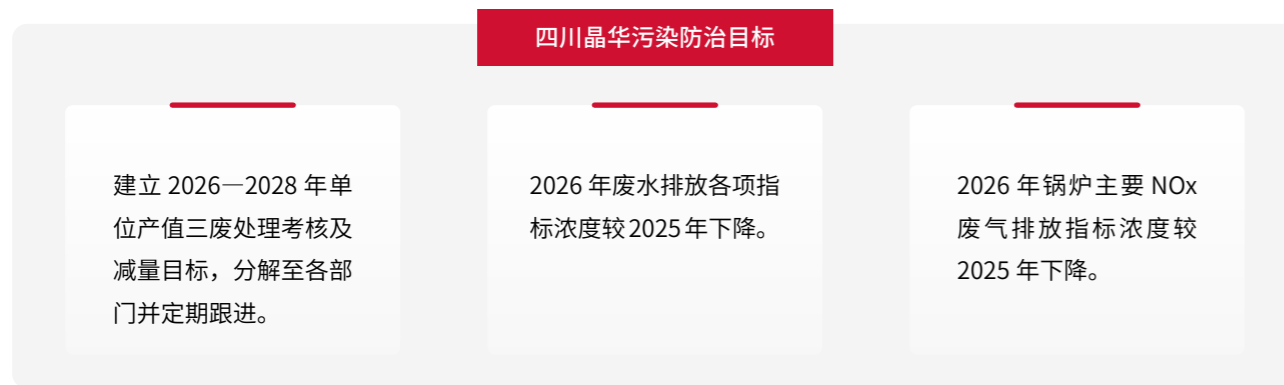 四川晶华污染防治目标
建立 2026—2028 年单
位产值三废处理考核及
减量目标，分解至各部
门并定期跟进。
2026 年废水排放各项指
标浓度较2025年下降。
2026 年锅炉主要 NOx
废气排放指标浓度较
2025 年下降。